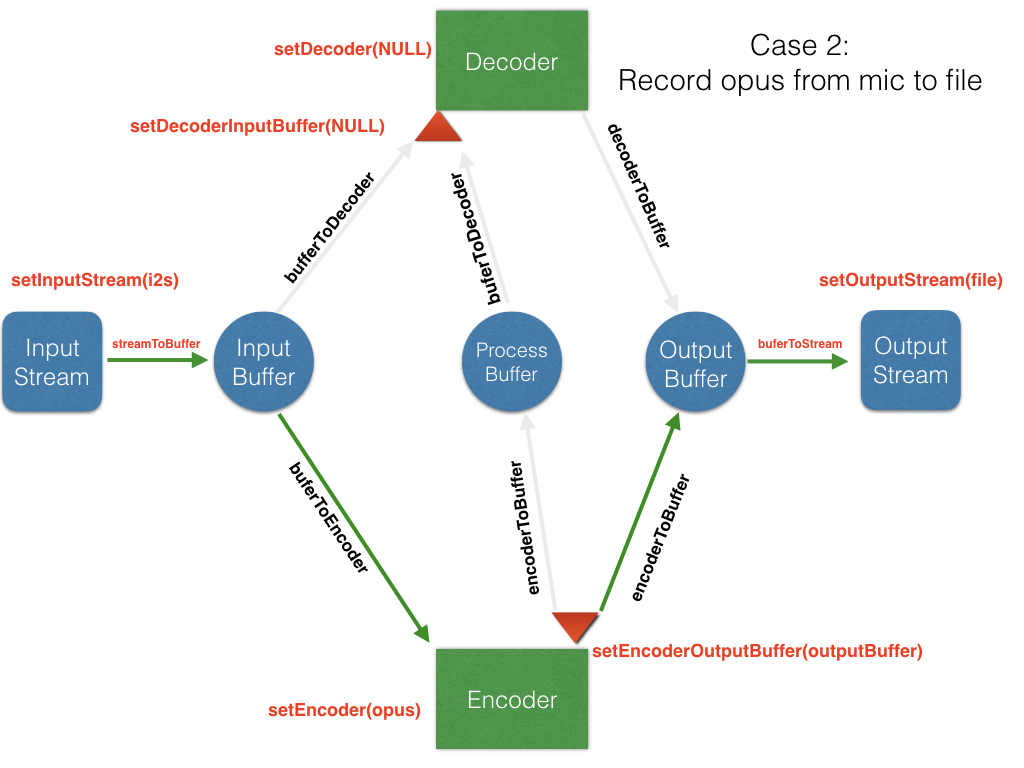 Case 2:
Record opus from mic to file
setDecoder(NULL)
Decoder
setDecoderInputBuffer(NULL)
bufferToDecoder
buferToDecoder
decoderToBuffer
setInputStream(i2s)
setOutputStream(file)
Input
Stream
streamToBuffer
Input
Buffer
Process
Buffer
Output
Buffer
buferToStream
Output
Stream
buferToEncoder
encoderToBuffer
encoderToBuffer
setEncoderOutputBuffer(outputBuffer)
Encoder
setEncoder(opus)